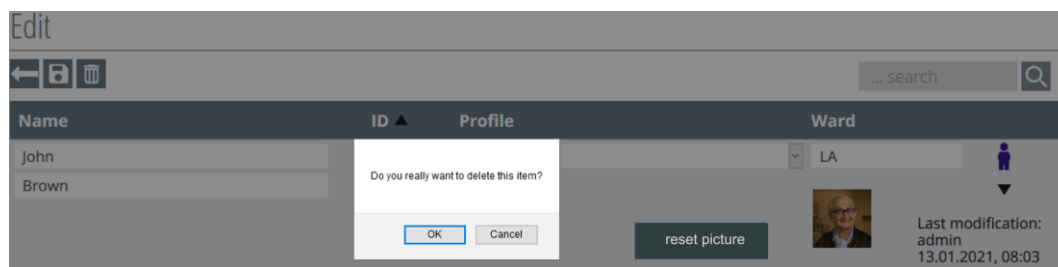 Edit
... search
Name ID Profile Ward
John LA
Brown
Do you really want to delete this item?
OK Cancel
reset picture
Last modification:
admin
13.01.2021, 08:03